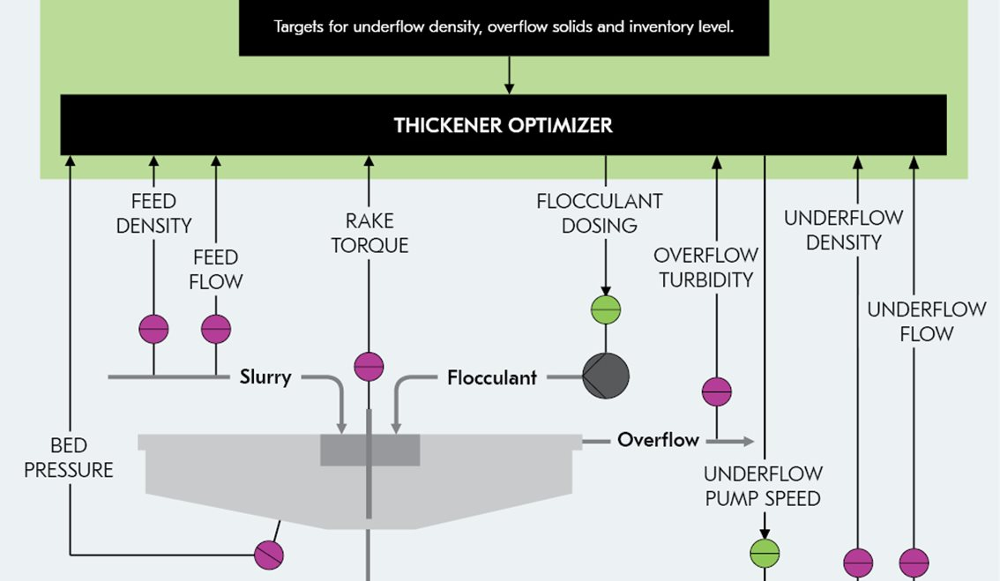 Targets for underflow density, overflow solids and inventory level.
THICKENER OPTIMIZER
FEED
DENSITY
FEED
FLOW
RAKE
TORQUE
FLOCCULANT
DOSING
OVERFLOW
TURBIDITY
UNDERFLOW
DENSITY
UNDERFLOW
FLOW
Slurry
Flocculant
Overflow
BED
PRESSURE
UNDERFLOW
PUMP SPEED